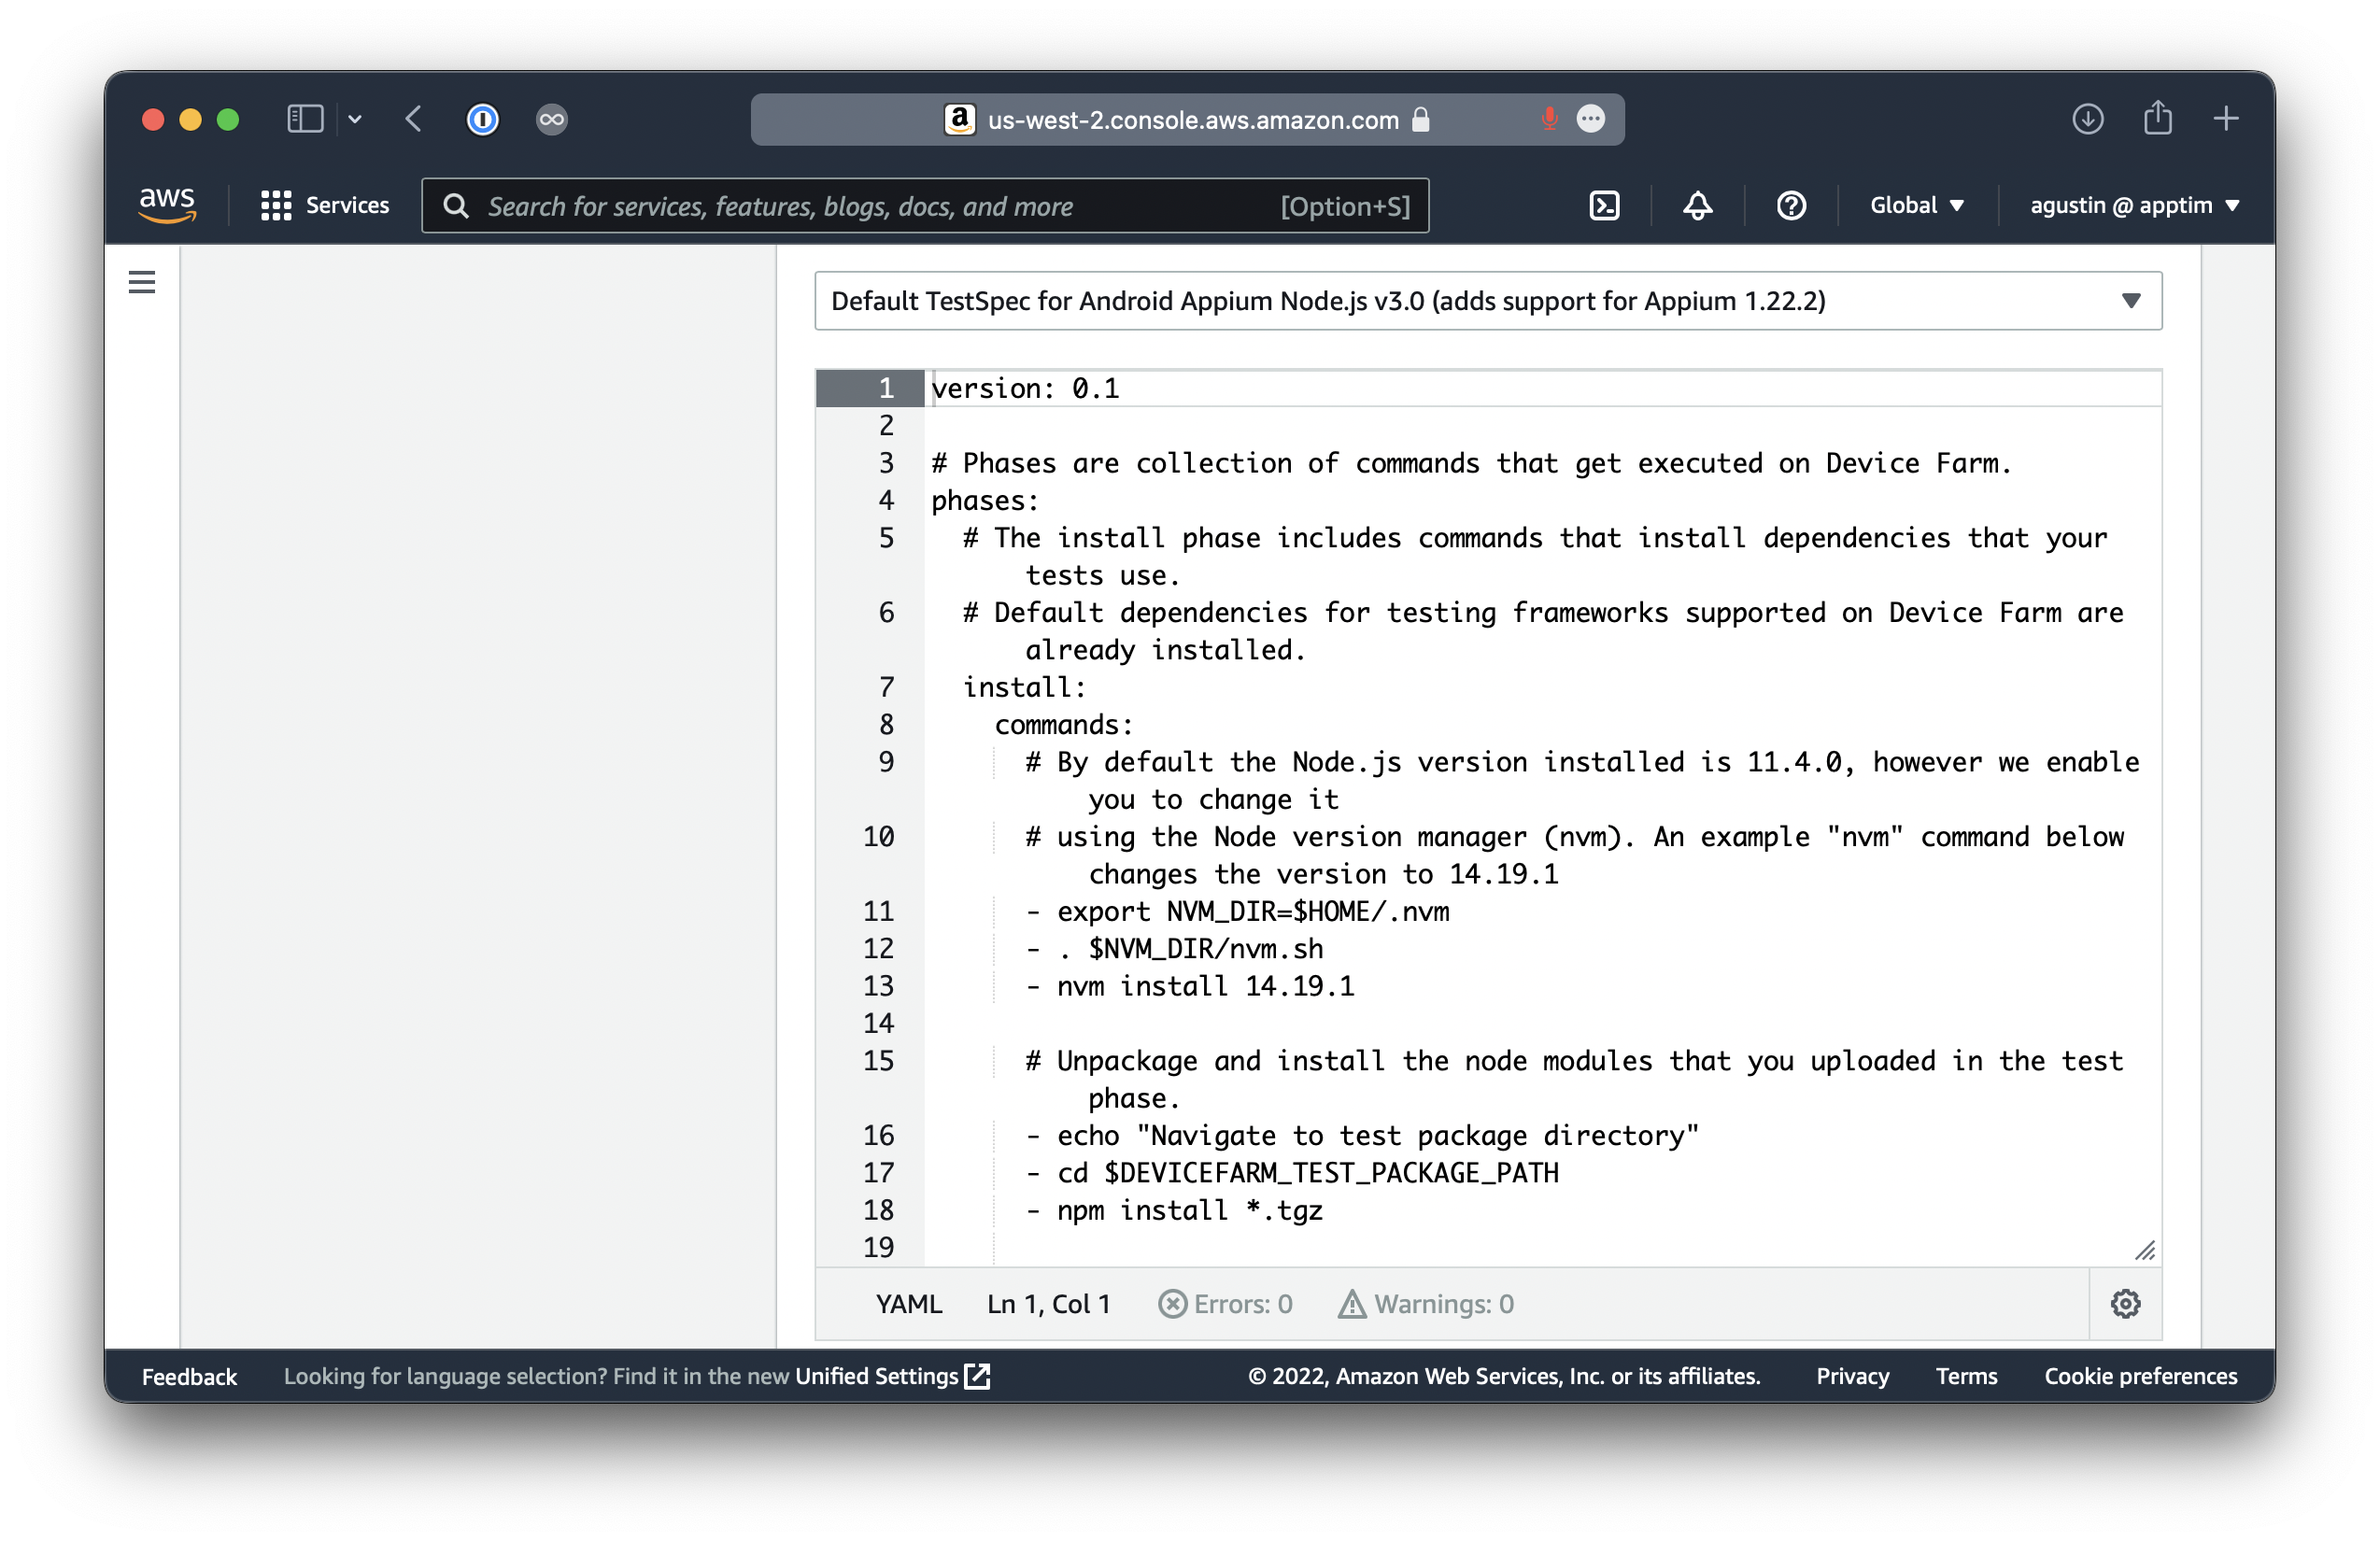 us-west-2.console.aws.amazon.com
aws Services Search for services, features, blogs, docs, and more [Option+S] Global agustin @ apptim
Default TestSpec for Android Appium Node.js v3.0 (adds support for Appium 1.22.2)
1 version: 0.1
2
3 # Phases are collection of commands that get executed on Device Farm.
4 phases:
5 # The install phase includes commands that install dependencies that your
tests use.
6 # Default dependencies for testing frameworks supported on Device Farm are
already installed.
7 install:
8 commands:
9 # By default the Node.js version installed is 11.4.0, however we enable
you to change it
10 # using the Node version manager (nvm). An example "nvm" command below
changes the version to 14.19.1
11 - export NVM_DIR=$HOME/.nvm
12 - . $NVM_DIR/nvm.sh
13 - nvm install 14.19.1
14
15 # Unpackage and install the node modules that you uploaded in the test
phase.
16 - echo "Navigate to test package directory"
17 - cd $DEVICEFARM_TEST_PACKAGE_PATH
18 - npm install *.tgz
19
YAML Ln 1, Col 1 Errors: 0 Warnings: 0
Feedback Looking for language selection? Find it in the new Unified Settings © 2022, Amazon Web Services, Inc. or its affiliates. Privacy Terms Cookie preferences